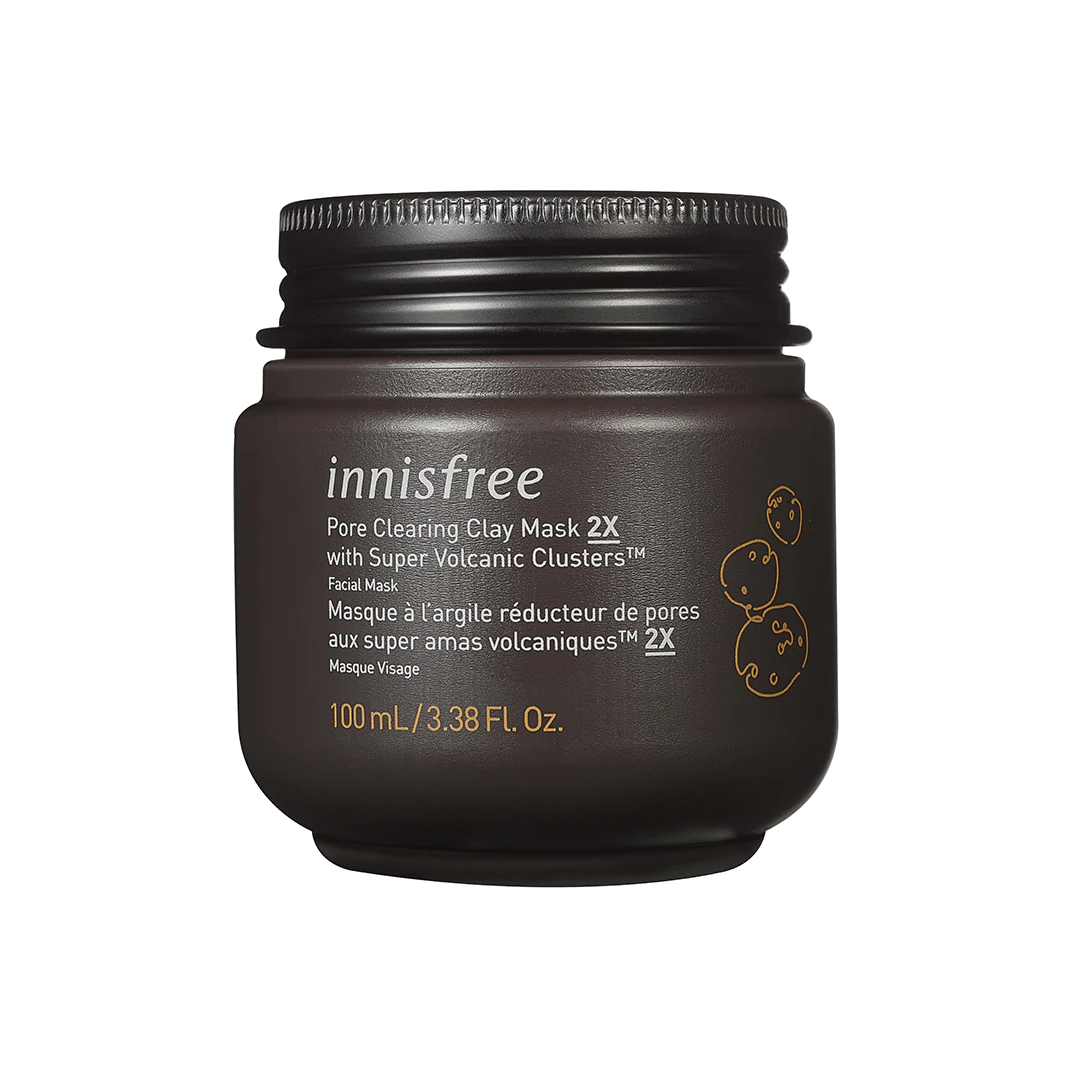 innisfree
Pore Clearing Clay Mask 2X
with Super Volcanic Clusters™
Facial Mask
Masque à l'argile réducteur de pores
aux super amas volcaniques™ 2X
Masque Visage
100 mL / 3.38 Fl. Oz.